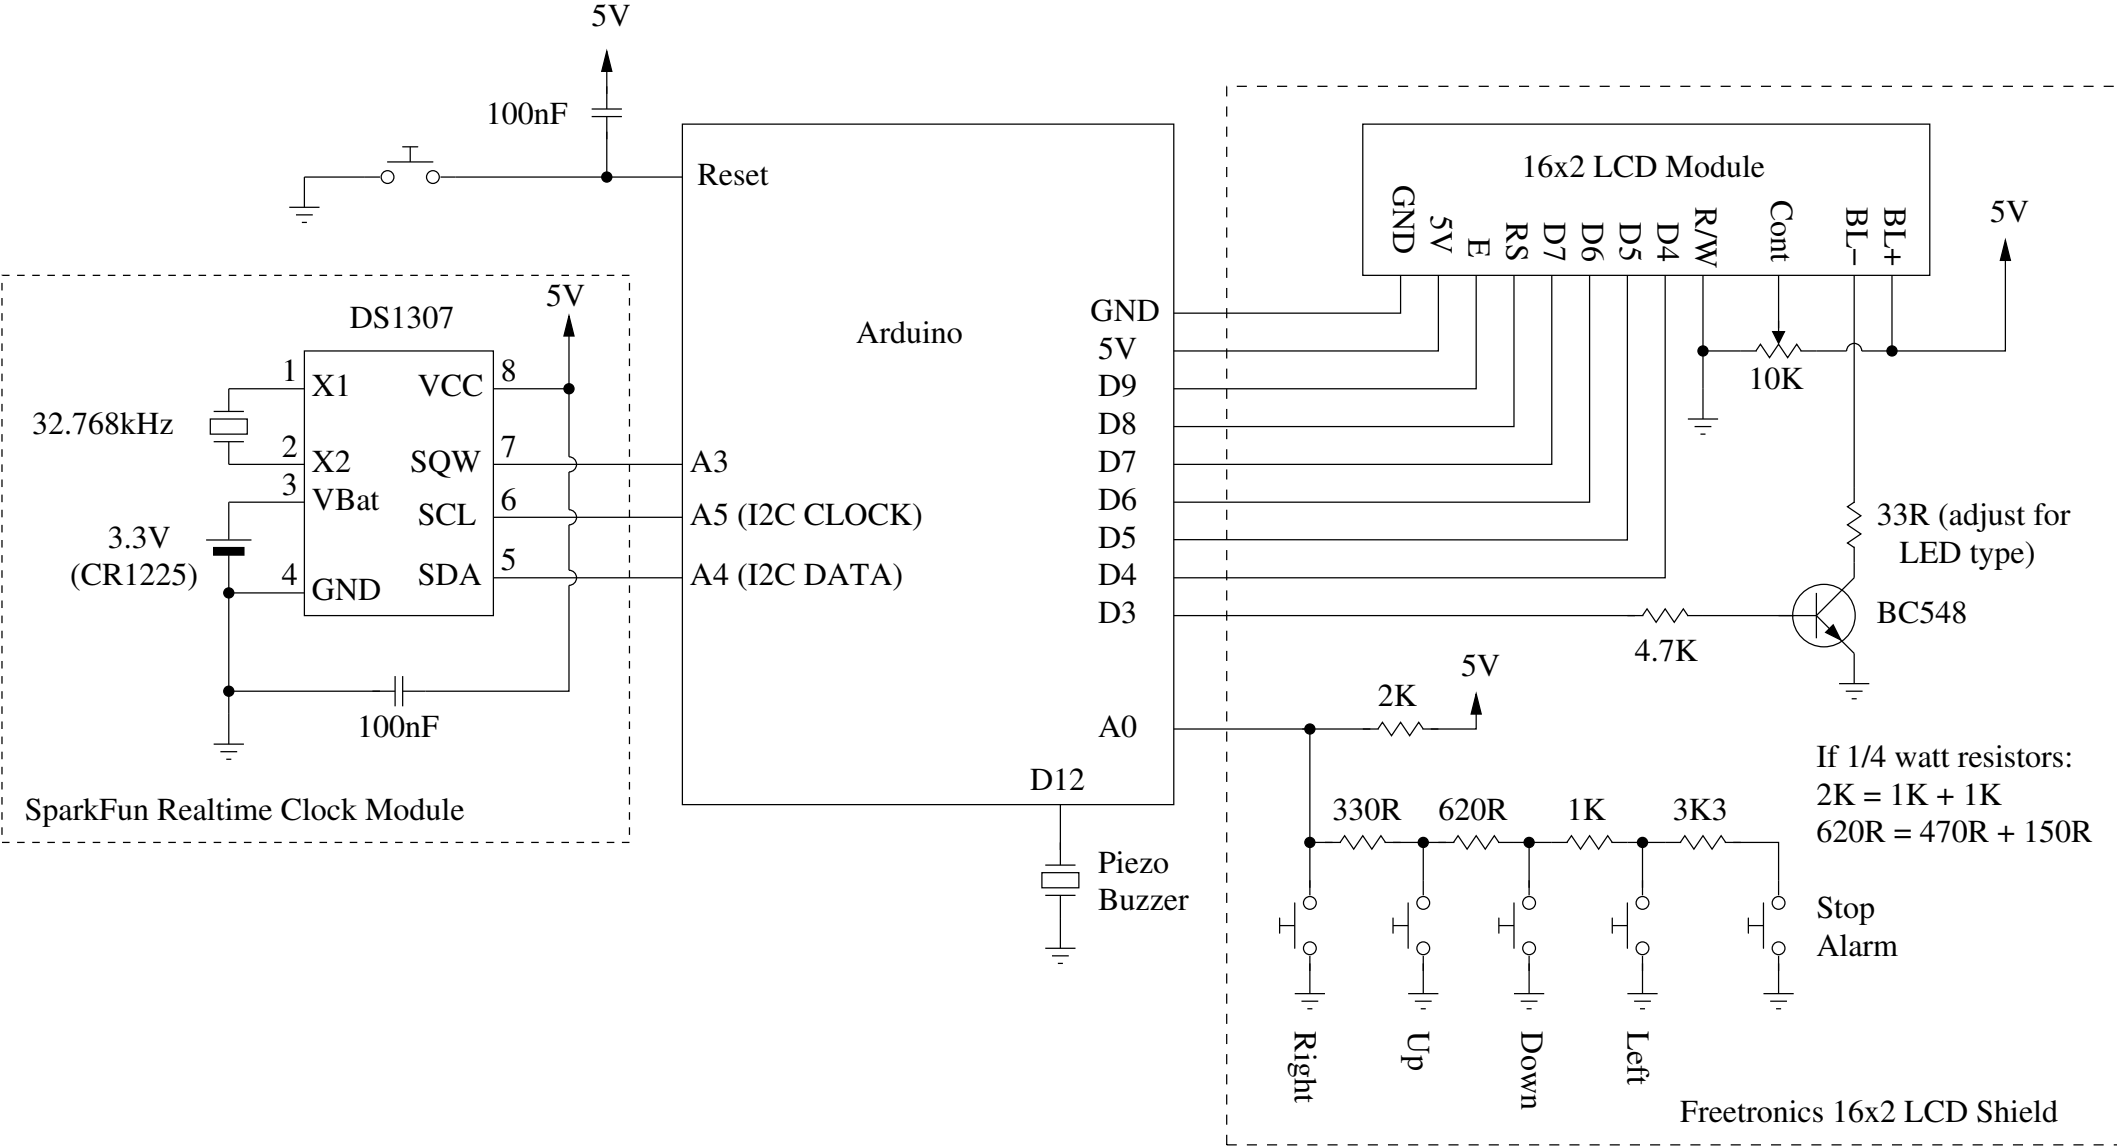 5V
100nF
Reset
Arduino
A3
A5 (I2C CLOCK)
A4 (I2C DATA)
GND
5V
D9
D8
D7
D6
D5
D4
D3
A0
D12
Piezo
Buzzer
DS1307
5V
1
X1
2
X2
3
VBat
4
GND
VCC
8
SQW
7
SCL
6
SDA
5
32.768kHz
3.3V
(CR1225)
100nF
SparkFun Realtime Clock Module
16x2 LCD Module
GND
5V
E
RS
D7
D6
D5
D4
R/W
Cont
BL−
BL+
5V
10K
33R (adjust for
LED type)
BC548
4.7K
5V
2K
If 1/4 watt resistors:
2K = 1K + 1K
620R = 470R + 150R
330R
620R
1K
3K3
Stop
Alarm
Right
Up
Down
Left
Freetronics 16x2 LCD Shield